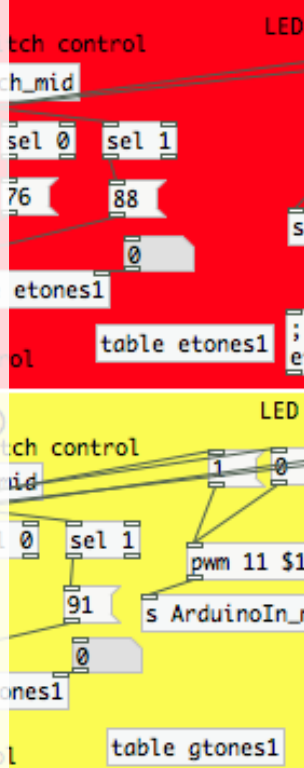 LED
tch control
ch_mid
sel 0 sel 1
76 88
0
etones1
s
table etones1
;
e
ol
LED
tch control
mid
1 0
0 sel 1
pwm 11 $1
91
s ArduinoIn_
0
ones1
table gtones1
l